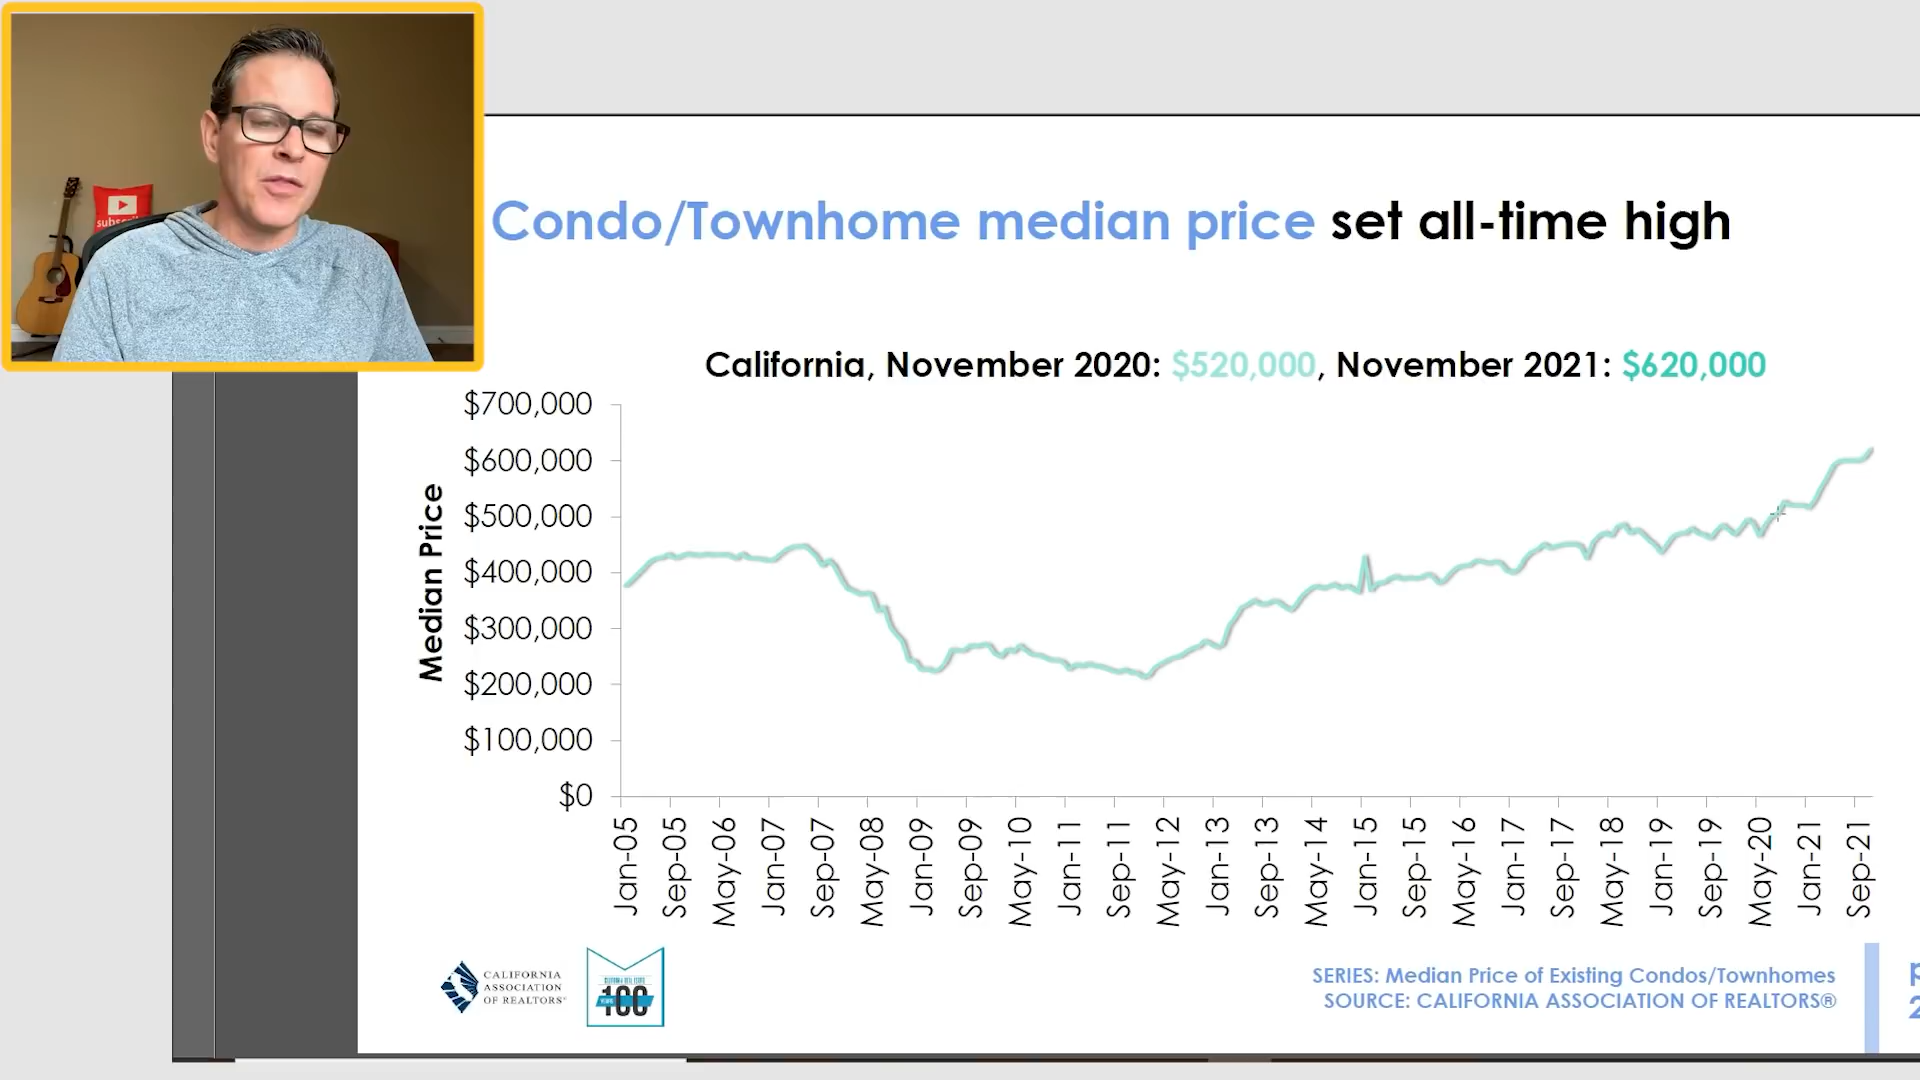 Condo/Townhome median price set all-time high
California, November 2020: $520,000, November 2021: $620,000
Median Price
$700,000
$600,000
$500,000
$400,000
$300,000
$200,000
$100,000
$0
Jan-05
Sep-05
May-06
Jan-07
Sep-07
May-08
Jan-09
Sep-09
May-10
Jan-11
Sep-11
May-12
Jan-13
Sep-13
May-14
Jan-15
Sep-15
May-16
Jan-17
Sep-17
May-18
Jan-19
Sep-19
May-20
Jan-21
Sep-21
CALIFORNIA
ASSOCIATION
OF REALTORS®
100
SERIES: Median Price of Existing Condos/Townhomes
SOURCE: CALIFORNIA ASSOCIATION OF REALTORS®